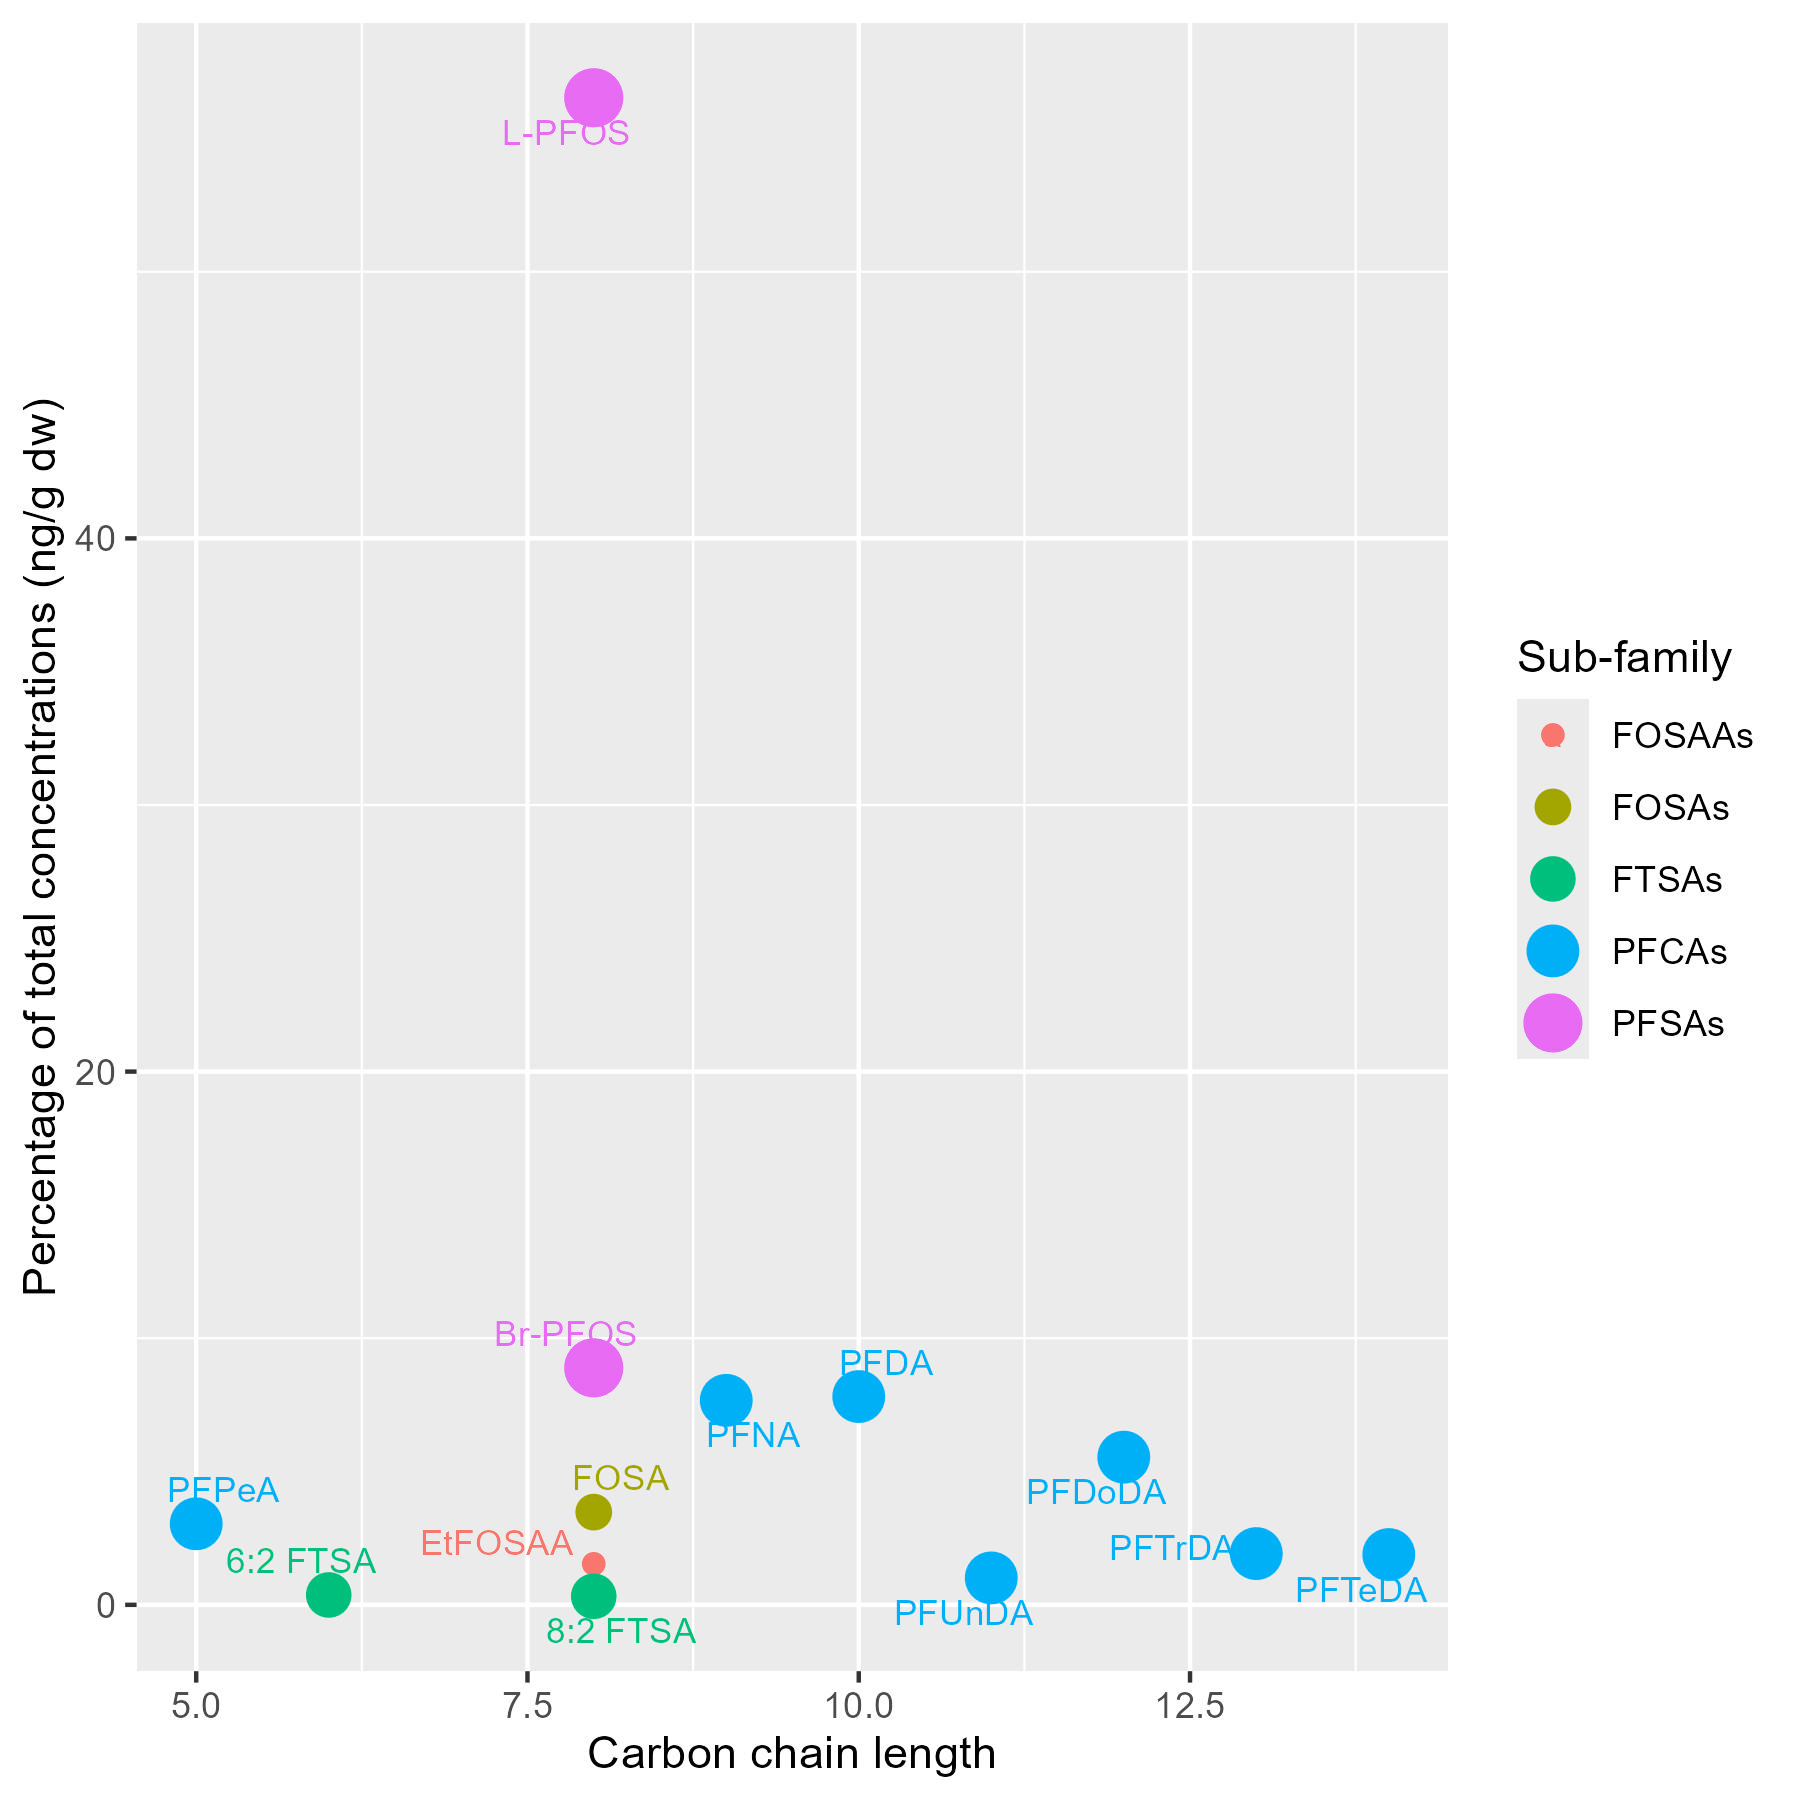 L-PFOS
Percentage of total concentrations (ng/g dw)
40
20
0
Sub-family
FOSAAs
FOSAs
FTSAs
PFCAs
PFSAs
Br-PFOS
PFDA
PFNA
FOSA
PFPeA
PFDoDA
EtFOSAA
PFTrDA
6:2 FTSA
PFTeDA
PFUnDA
8:2 FTSA
5.0
7.5
10.0
12.5
Carbon chain length